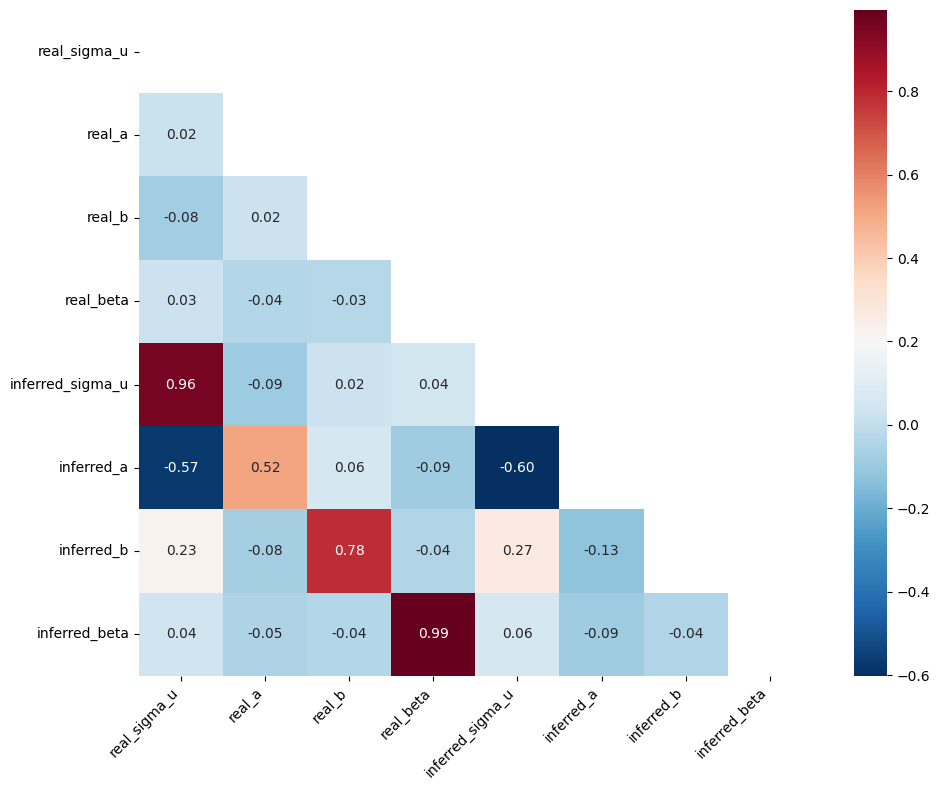 real_sigma_u
real_a 0.02
real_b -0.08 0.02
real_beta 0.03 -0.04 -0.03
inferred_sigma_u 0.96 -0.09 0.02 0.04
inferred_a -0.57 0.52 0.06 -0.09 -0.60
inferred_b 0.23 -0.08 0.78 -0.04 0.27 -0.13
inferred_beta 0.04 -0.05 -0.04 0.99 0.06 -0.09 -0.04
real_sigma_u real_a real_b real_beta inferred_sigma_u inferred_a inferred_b inferred_beta
0.8
0.6
0.4
0.2
0.0
−0.2
−0.4
−0.6